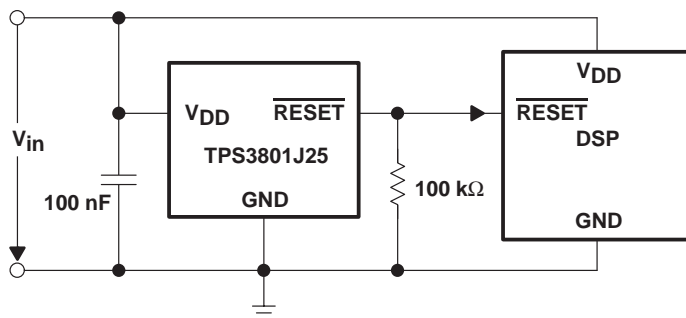 V_DD
V_DD RESET RESET
V_in TPS3801J25 DSP
100 nF GND 100 kΩ GND